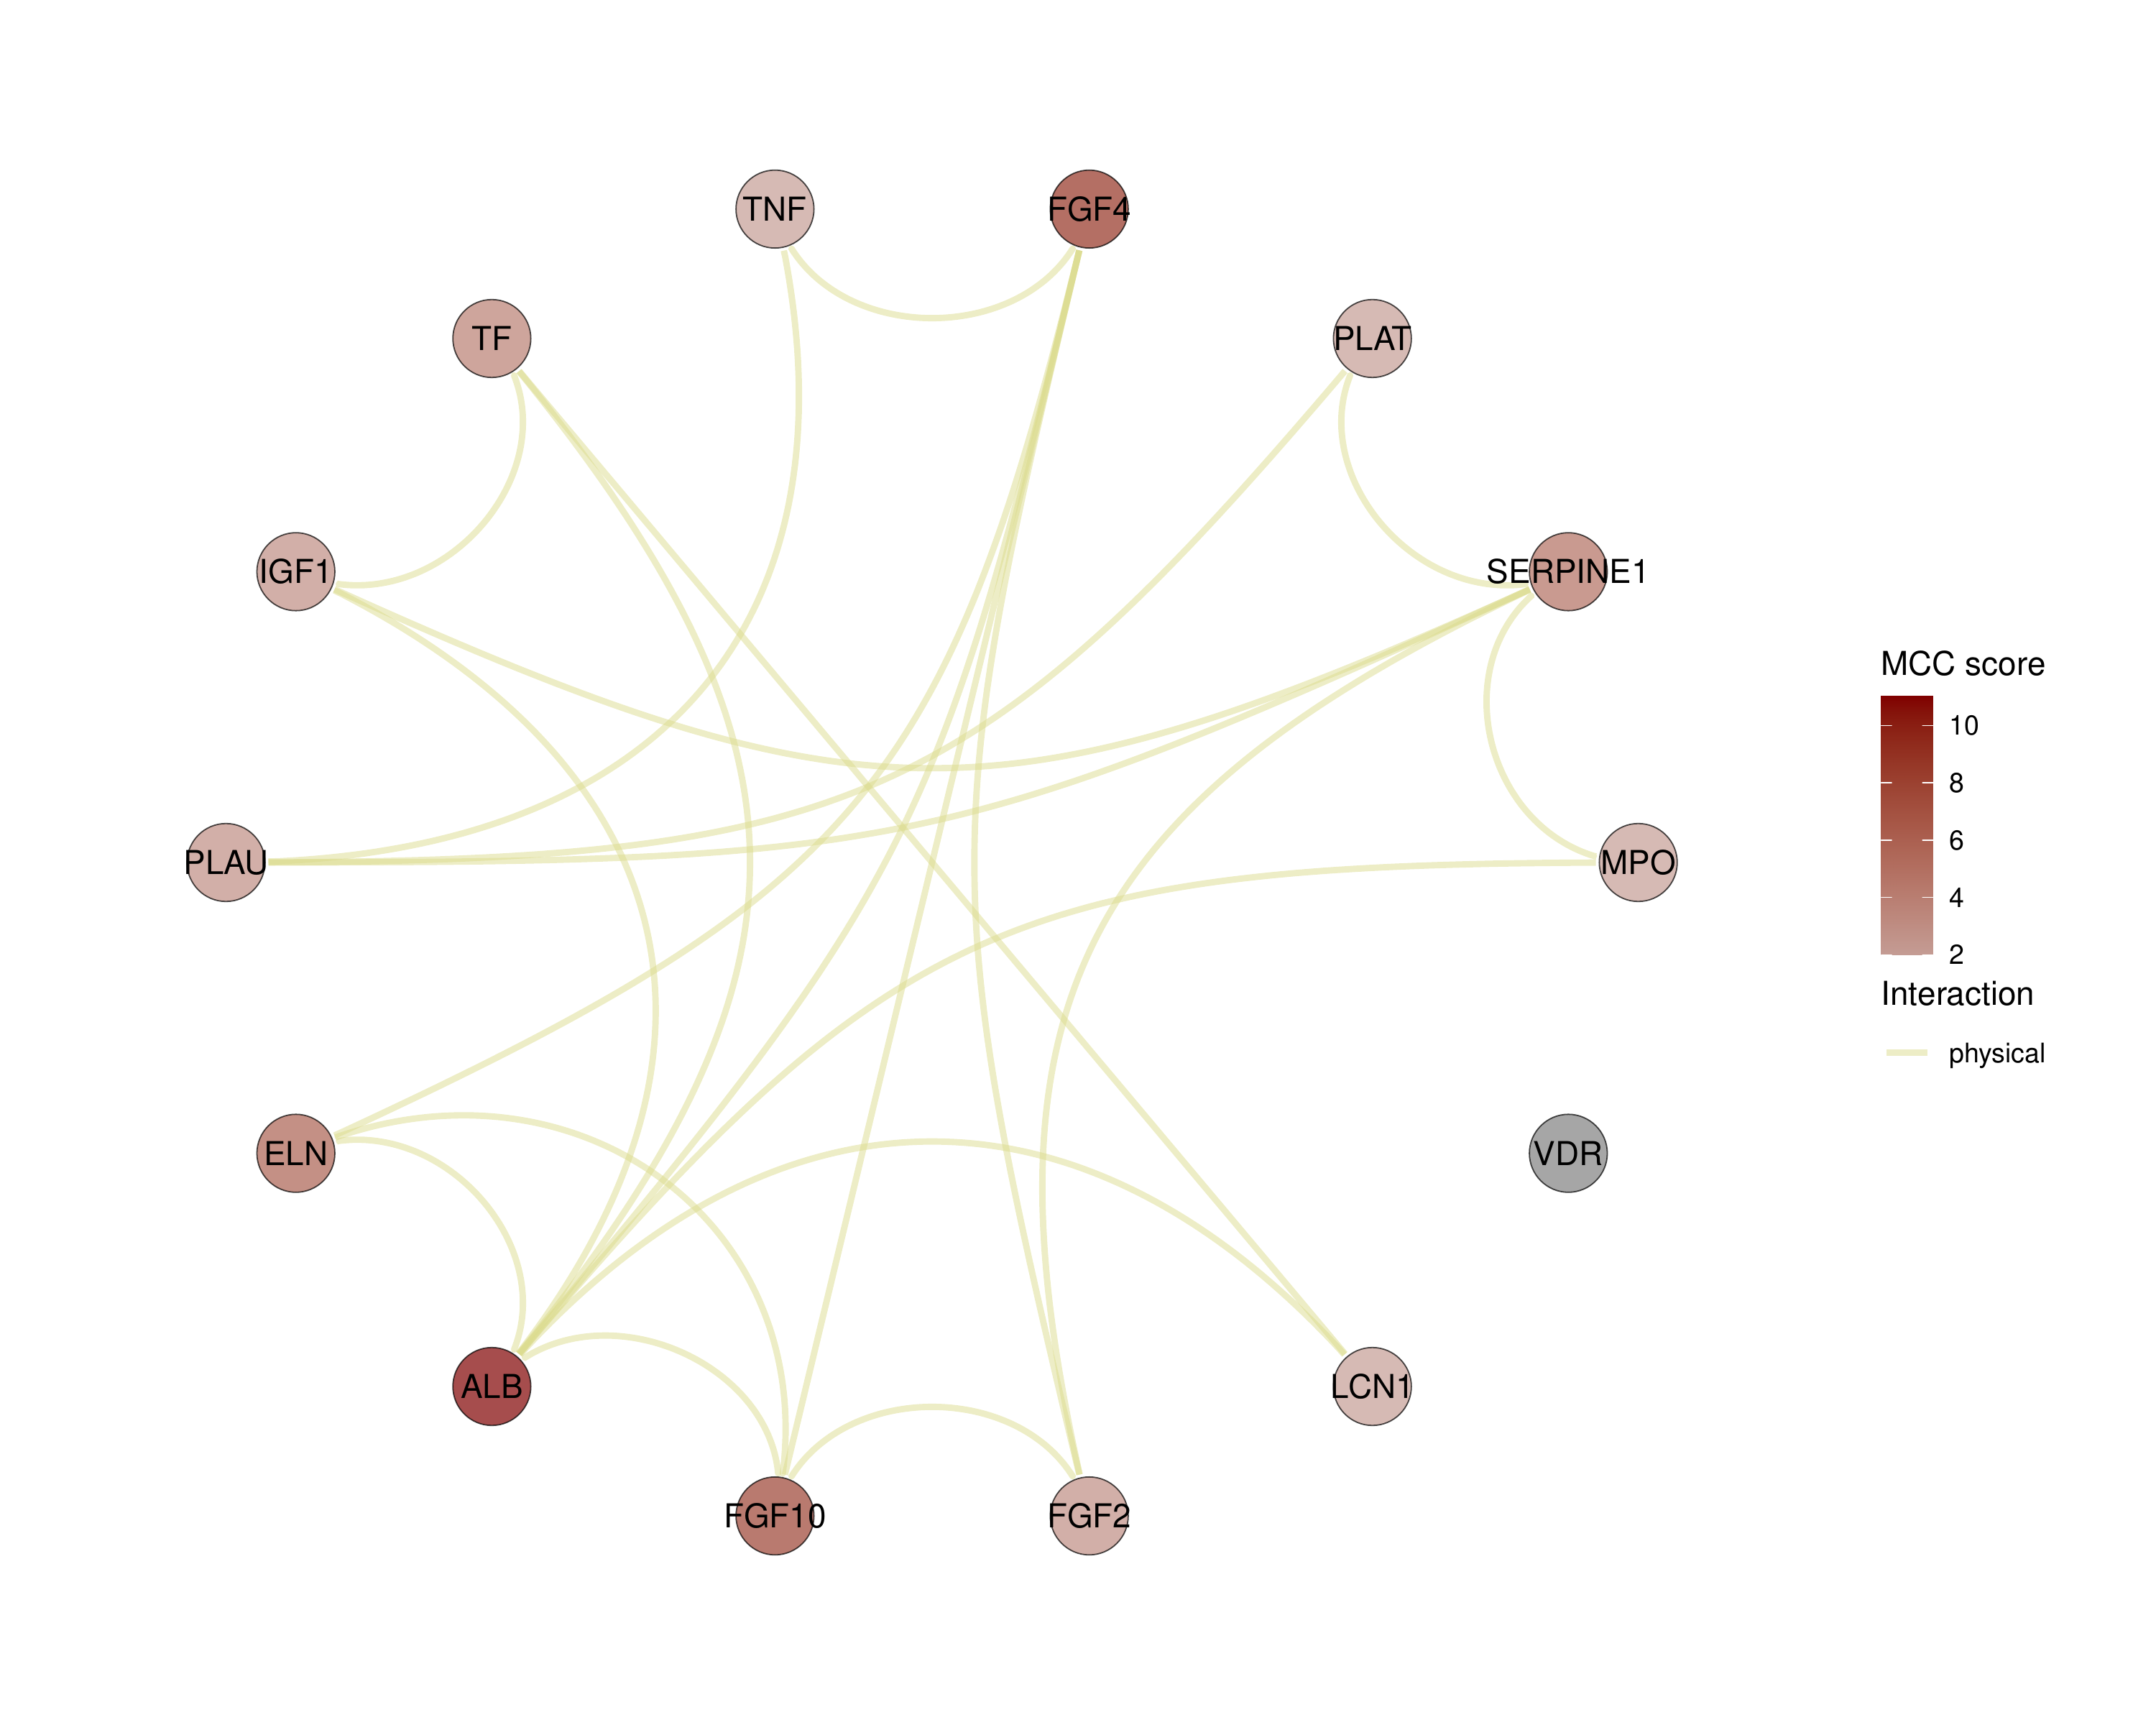 TNF
FGF4
TF
PLAT
IGF1
SERPINE1
PLAU
MPO
ELN
VDR
ALB
LCN1
FGF10
FGF2
MCC score
10
8
6
4
2
Interaction
physical